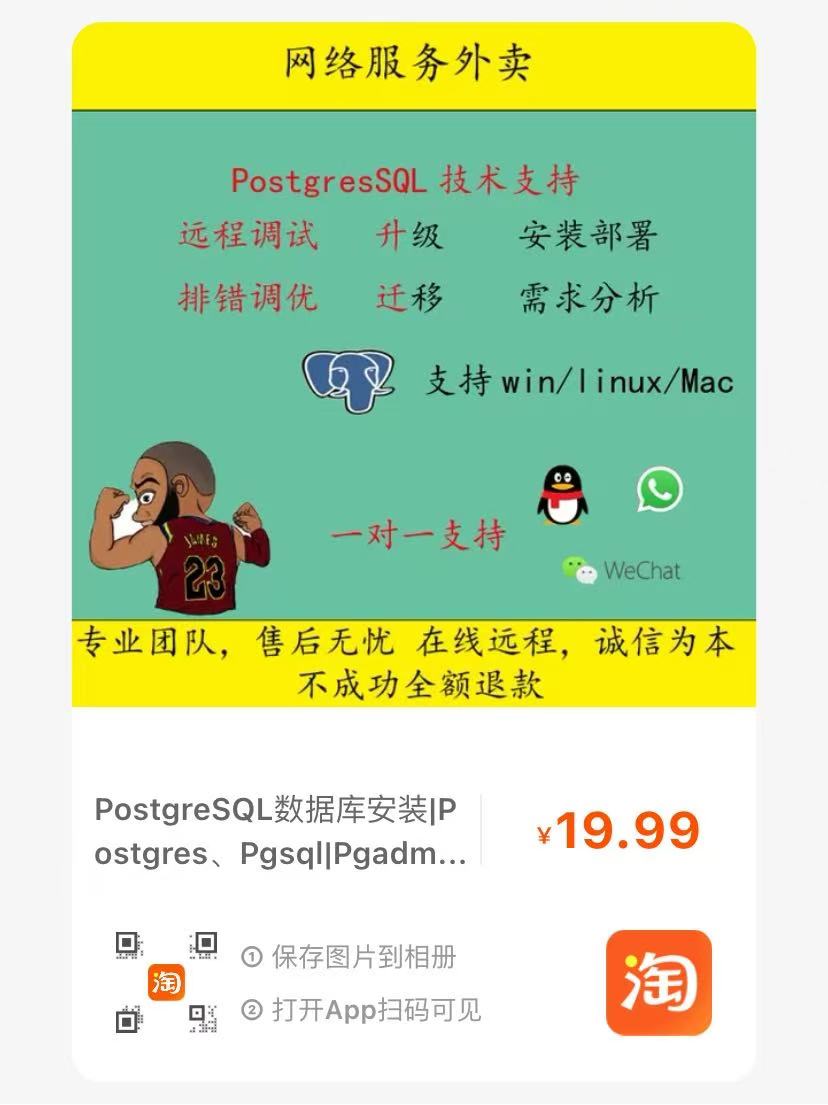 网络服务外卖
PostgresSQL 技术支持
远程调试 升级 安装部署
排错调优 迁移 需求分析
支持 win/linux/Mac
JAMES
23
一对一支持
WeChat
专业团队，售后无忧 在线远程，诚信为本
不成功全额退款
PostgreSQL数据库安装|P
ostgres、Pgsql|Pgadm...
¥19.99
淘
① 保存图片到相册
② 打开App扫码可见
淘